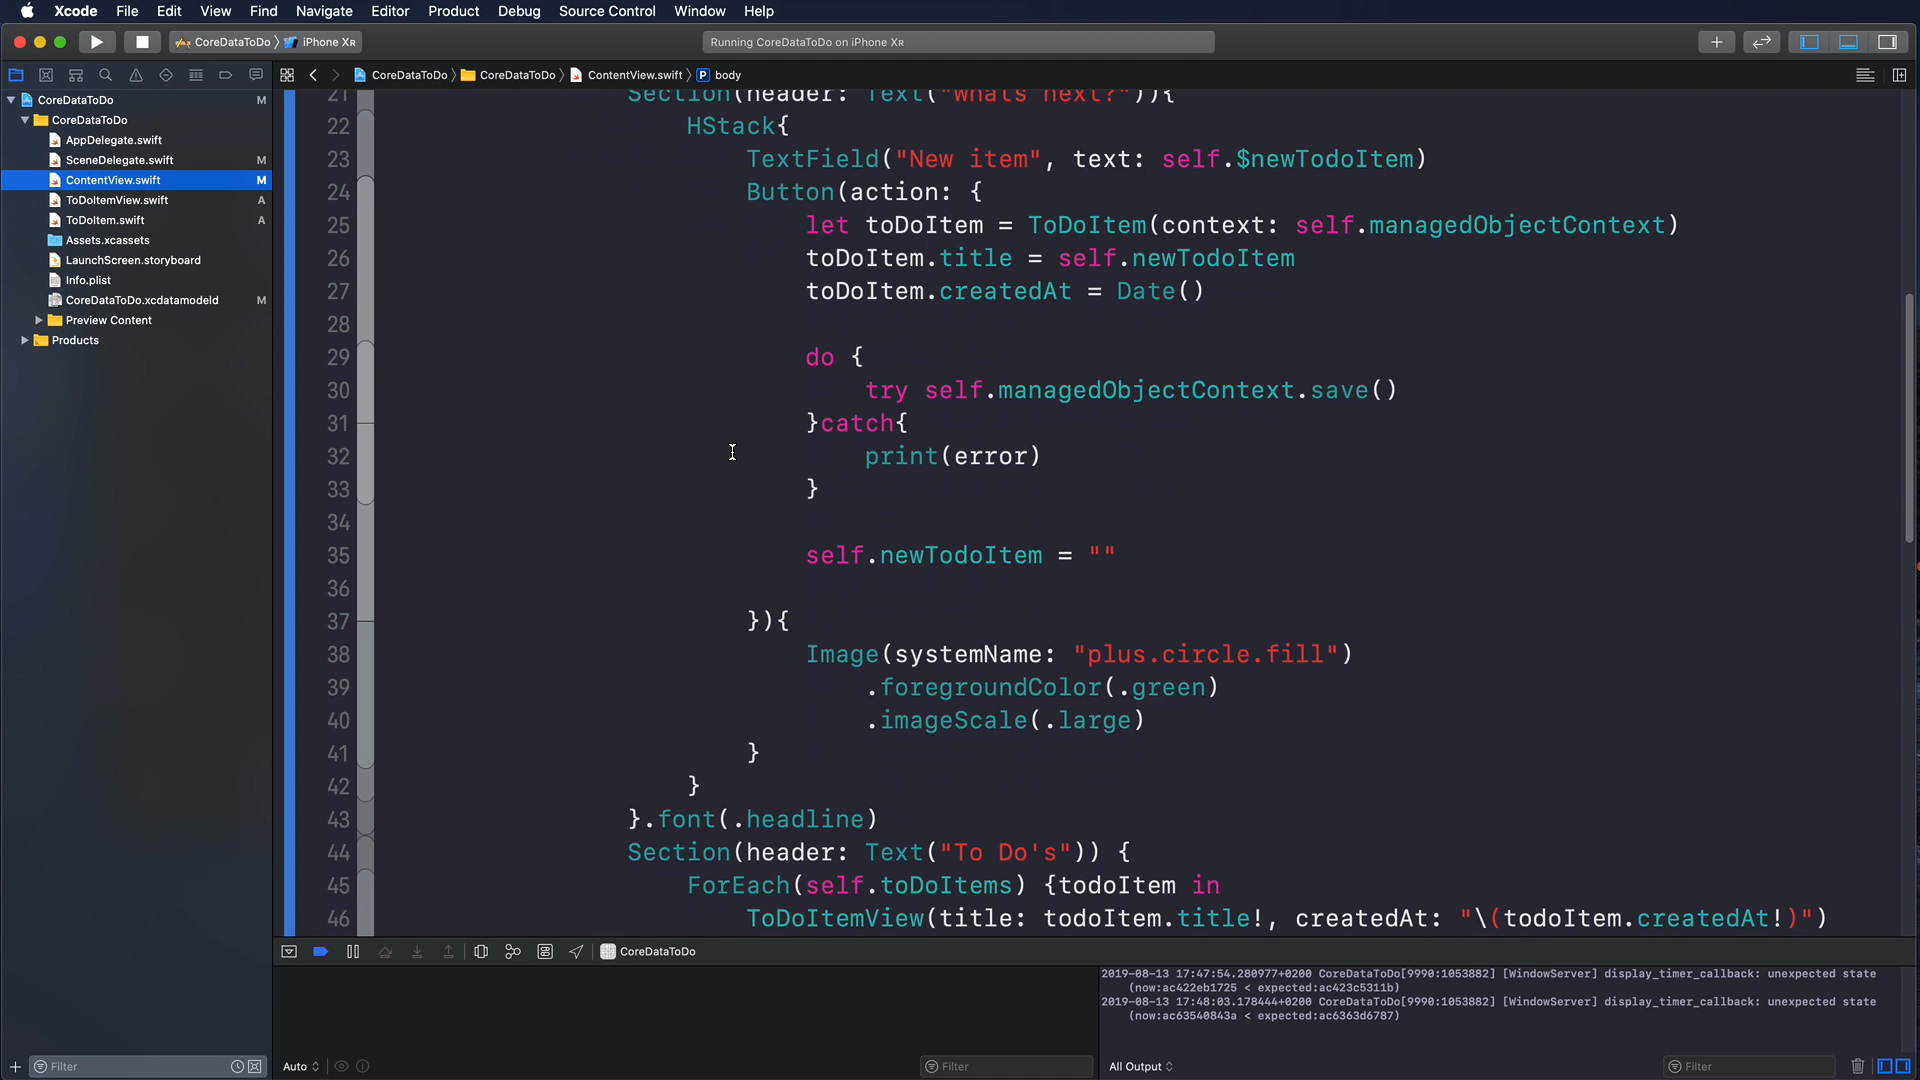 Xcode File Edit View Find Navigate Editor Product Debug Source Control Window Help
CoreDataToDo iPhone XR
Running CoreDataToDo on iPhone XR
CoreDataToDo CoreDataToDo ContentView.swift P body
CoreDataToDo M
CoreDataToDo
AppDelegate.swift
SceneDelegate.swift M
ContentView.swift M
ToDoItemView.swift A
ToDoItem.swift A
Assets.xcassets
LaunchScreen.storyboard
Info.plist
CoreDataToDo.xcdatamodeld M
Preview Content
Products
21 Section(header: Text("Whats next?")){
22 HStack{
23 TextField("New item", text: self.$newTodoItem)
24 Button(action: {
25 let toDoItem = ToDoItem(context: self.managedObjectContext)
26 toDoItem.title = self.newTodoItem
27 toDoItem.createdAt = Date()
28
29 do {
30 try self.managedObjectContext.save()
31 }catch{
32 print(error)
33 }
34
35 self.newTodoItem = ""
36
37 }){
38 Image(systemName: "plus.circle.fill")
39 .foregroundColor(.green)
40 .imageScale(.large)
41 }
42 }
43 }.font(.headline)
44 Section(header: Text("To Do's")) {
45 ForEach(self.toDoItems) {todoItem in
46 ToDoItemView(title: todoItem.title!, createdAt: "\(todoItem.createdAt!)")
CoreDataToDo
2019-08-13 17:47:54.280977+0200 CoreDataToDo[9990:1053882] [WindowServer] display_timer_callback: unexpected state
(now:ac422eb1725 < expected:ac423c5311b)
2019-08-13 17:48:03.178444+0200 CoreDataToDo[9990:1053882] [WindowServer] display_timer_callback: unexpected state
(now:ac63540843a < expected:ac6363d6787)
Filter
Auto
Filter
All Output
Filter